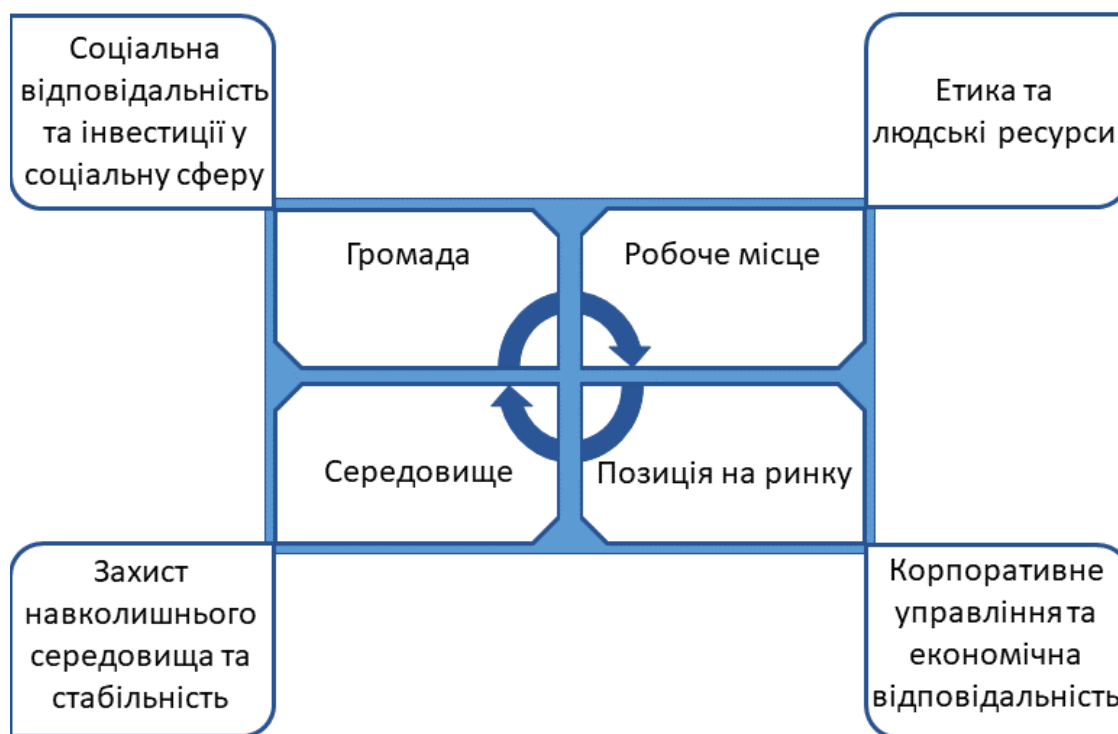 Соціальна
відповідальність
та інвестиції у
соціальну сферу
Етика та
людські ресурси
Громада
Робоче місце
Середовище
Позиція на ринку
Захист
навколишнього
середовища та
стабільність
Корпоративне
управління та
економічна
відповідальність